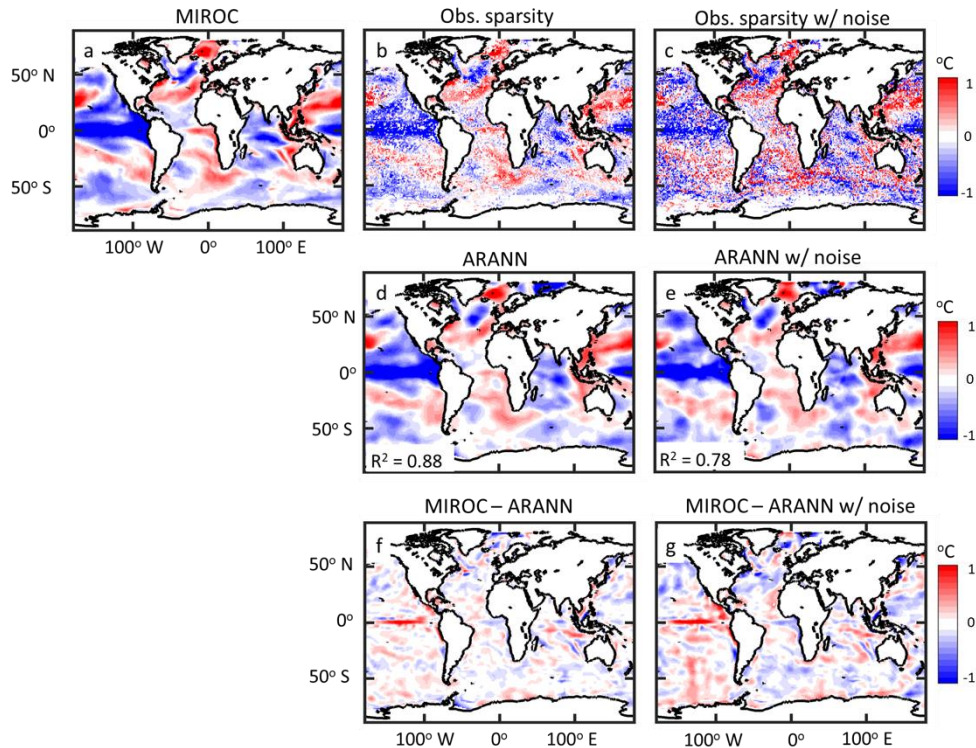 MIROC
Obs. sparsity
Obs. sparsity w/ noise
a
b
c
°C
50° N
0°
50° S
1
0
-1
100° W
0°
100° E
ARANN
ARANN w/ noise
d
e
°C
50° N
0°
50° S
R² = 0.88
R² = 0.78
1
0
-1
MIROC – ARANN
MIROC – ARANN w/ noise
f
g
°C
50° N
0°
50° S
1
0
-1
100° W
0°
100° E
100° W
0°
100° E